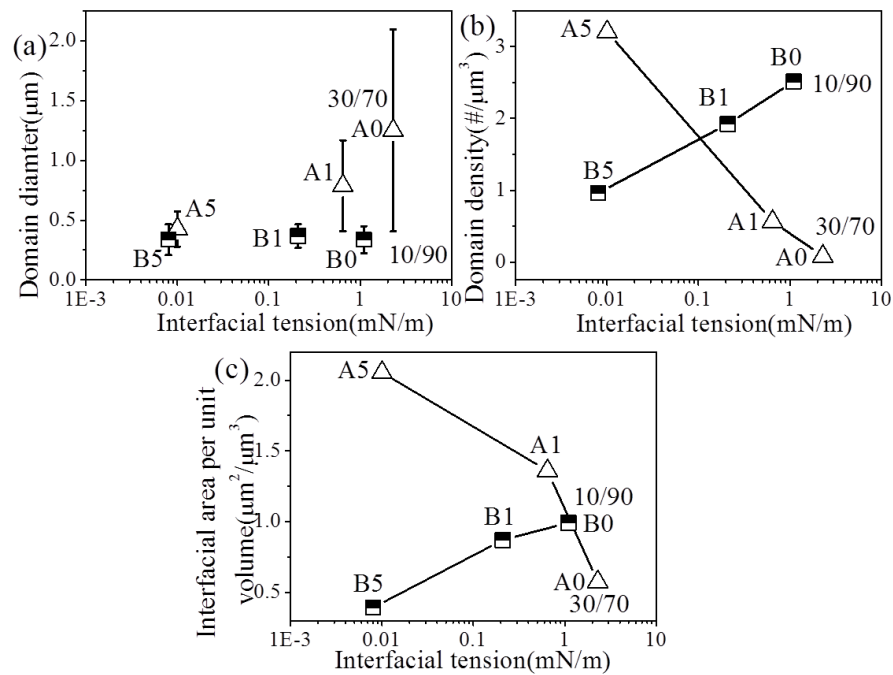 (a)
Domain diamter(μm)
2.0
1.5
1.0
0.5
0.0
30/70
A0
A1
A5
B5
B1
B0
10/90
1E-3
0.01
0.1
1
10
Interfacial tension(mN/m)
(b)
Domain density(#/μm³)
3
2
1
0
A5
B0
B1
10/90
B5
A1
30/70
A0
1E-3
0.01
0.1
1
10
Interfacial tension(mN/m)
(c)
Interfacial area per unit
volume(μm²/μm³)
2.0
1.5
1.0
0.5
A5
A1
10/90
B1
B0
B5
A0
30/70
1E-3
0.01
0.1
1
10
Interfacial tension(mN/m)